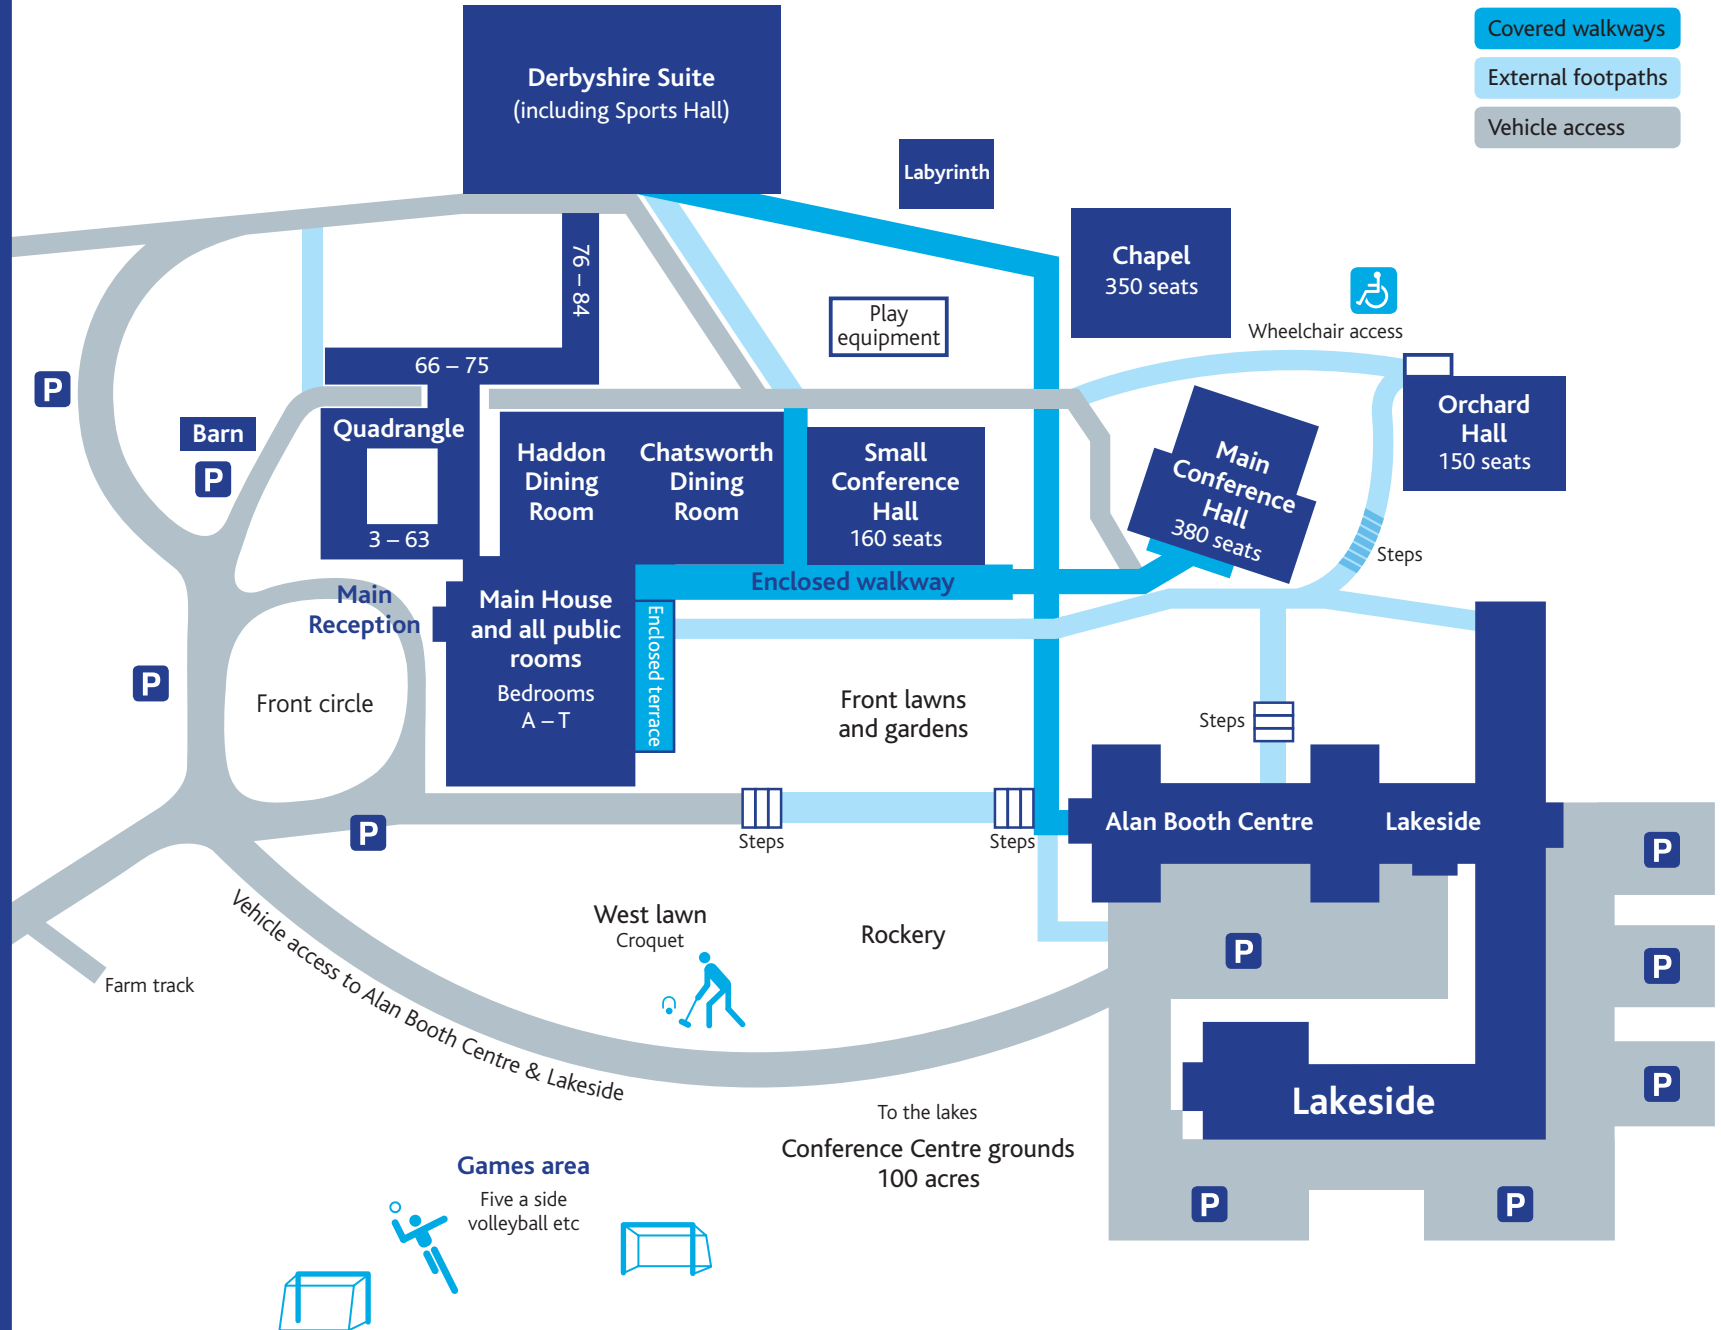 Covered walkways
External footpaths
Vehicle access
Derbyshire Suite
(including Sports Hall)
Labyrinth
Chapel
350 seats
76 – 84
Play
equipment
Wheelchair access
66 – 75
P
Barn
P
Quadrangle
3 – 63
Haddon
Dining
Room
Chatsworth
Dining
Room
Small
Conference
Hall
160 seats
Main
Conference
Hall
380 seats
Orchard
Hall
150 seats
Steps
Enclosed walkway
Main
Reception
Main House
and all public
rooms
Bedrooms
A – T
Enclosed terrace
P
Front circle
Front lawns
and gardens
Steps
P
Steps
Steps
Alan Booth Centre
Lakeside
P
Vehicle access to Alan Booth Centre & Lakeside
West lawn
Croquet
Rockery
P
P
Farm track
P
Lakeside
To the lakes
Conference Centre grounds
100 acres
Games area
Five a side
volleyball etc
P
P